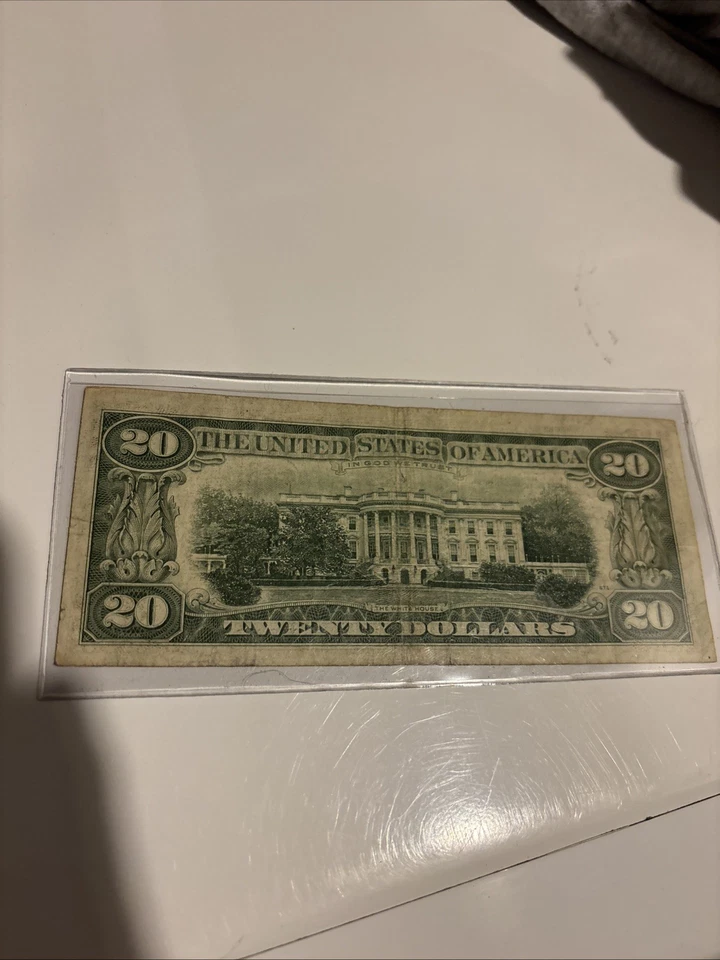 20 THE UNITED STATES OF AMERICA 20
IN GOD WE TRUST
THE WHITE HOUSE
20 TWENTY DOLLARS 20